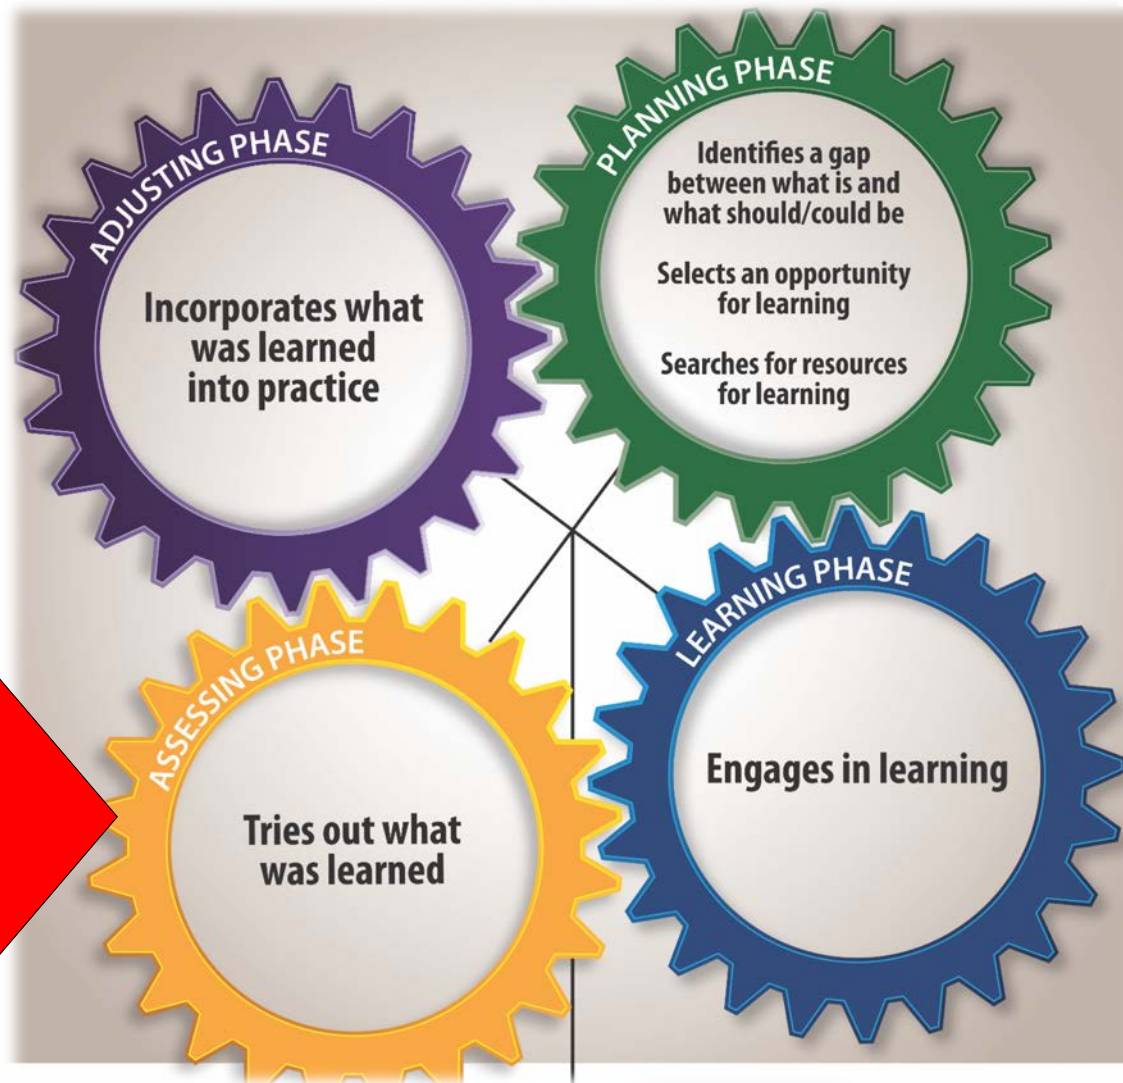 ADJUSTING PHASE
Incorporates what
was learned
into practice
PLANNING PHASE
Identifies a gap
between what is and
what should/could be
Selects an opportunity
for learning
Searches for resources
for learning
LEARNING PHASE
Engages in learning
ASSESSING PHASE
Tries out what
was learned